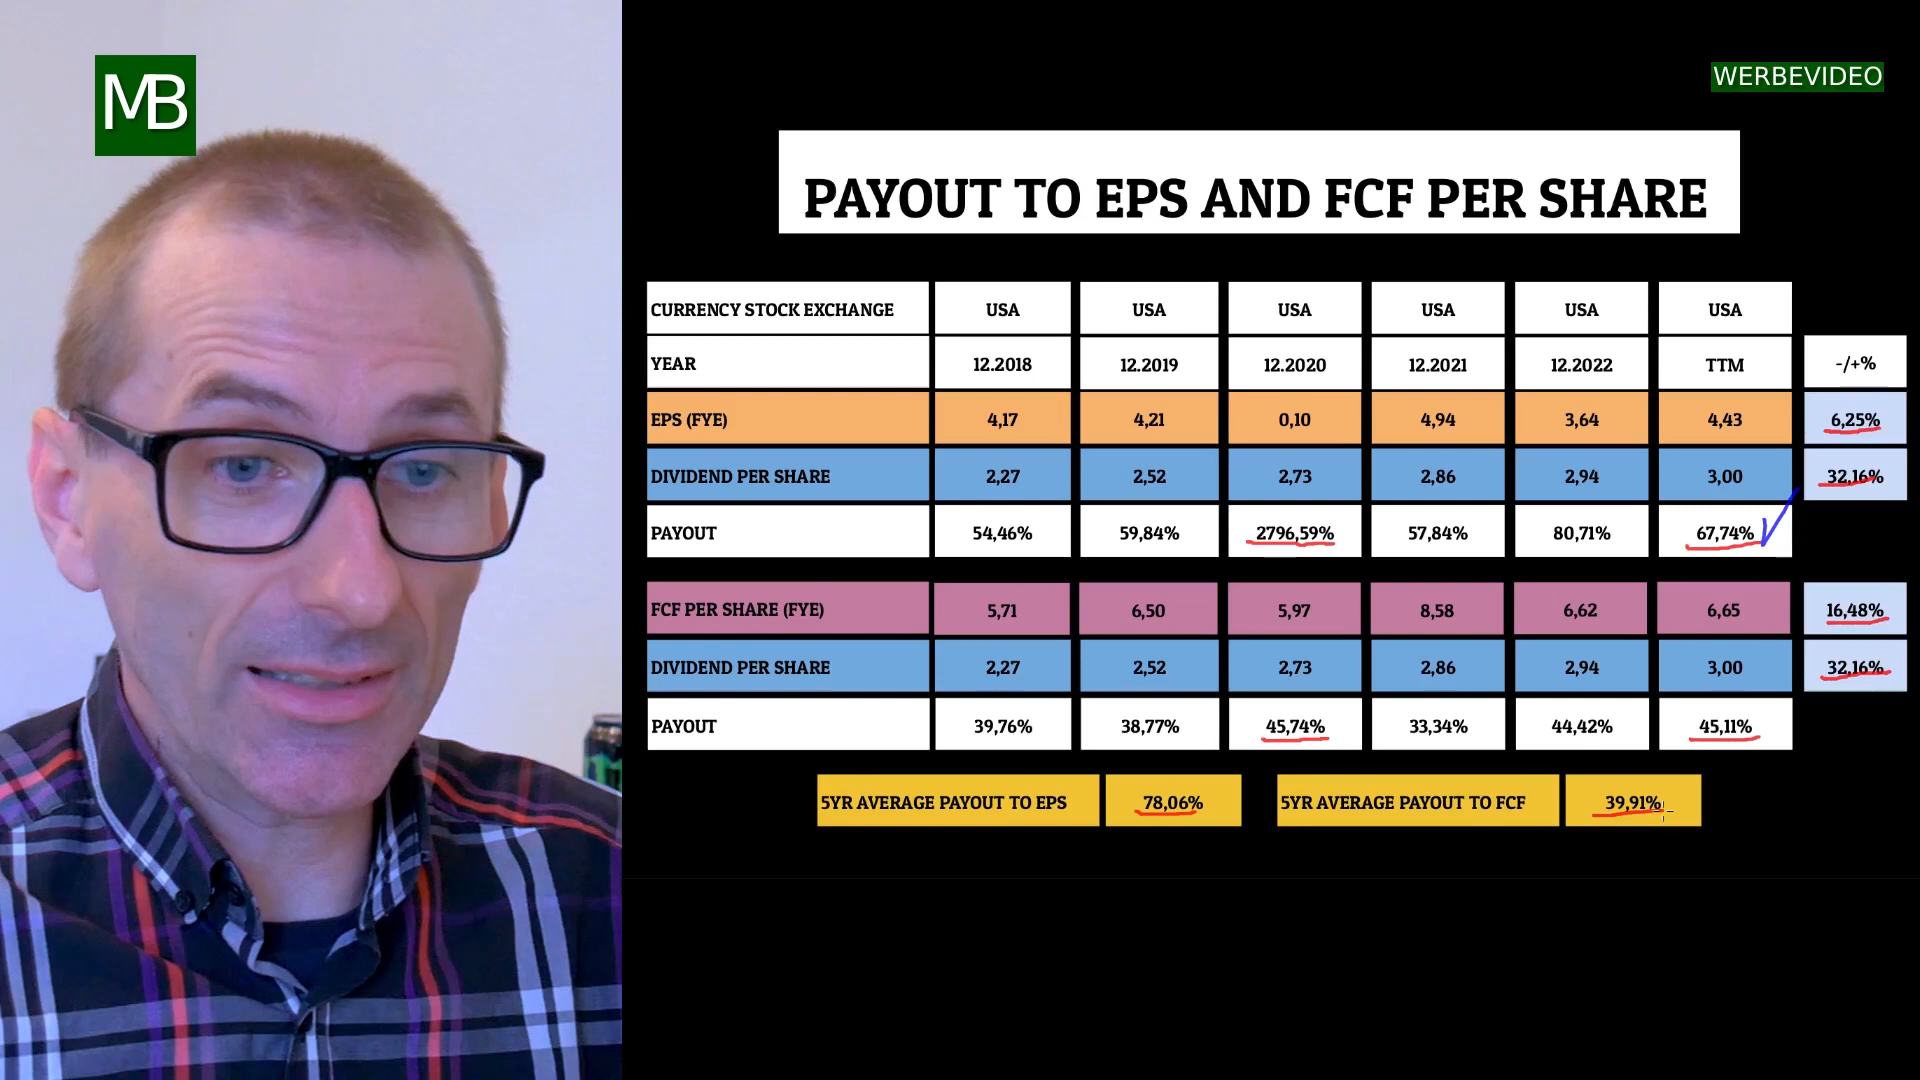 MB
WERBEVIDEO
PAYOUT TO EPS AND FCF PER SHARE
CURRENCY STOCK EXCHANGE USA USA USA USA USA USA
YEAR 12.2018 12.2019 12.2020 12.2021 12.2022 TTM -/+%
EPS (FYE) 4,17 4,21 0,10 4,94 3,64 4,43 6,25%
DIVIDEND PER SHARE 2,27 2,52 2,73 2,86 2,94 3,00 32,16%
PAYOUT 54,46% 59,84% 2796,59% 57,84% 80,71% 67,74%
FCF PER SHARE (FYE) 5,71 6,50 5,97 8,58 6,62 6,65 16,48%
DIVIDEND PER SHARE 2,27 2,52 2,73 2,86 2,94 3,00 32,16%
PAYOUT 39,76% 38,77% 45,74% 33,34% 44,42% 45,11%
5YR AVERAGE PAYOUT TO EPS 78,06% 5YR AVERAGE PAYOUT TO FCF 39,91%